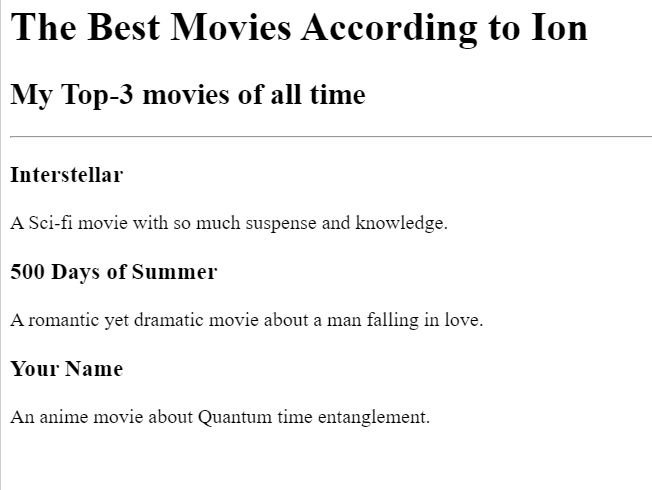 The Best Movies According to Ion
My Top-3 movies of all time
Interstellar
A Sci-fi movie with so much suspense and knowledge.
500 Days of Summer
A romantic yet dramatic movie about a man falling in love.
Your Name
An anime movie about Quantum time entanglement.